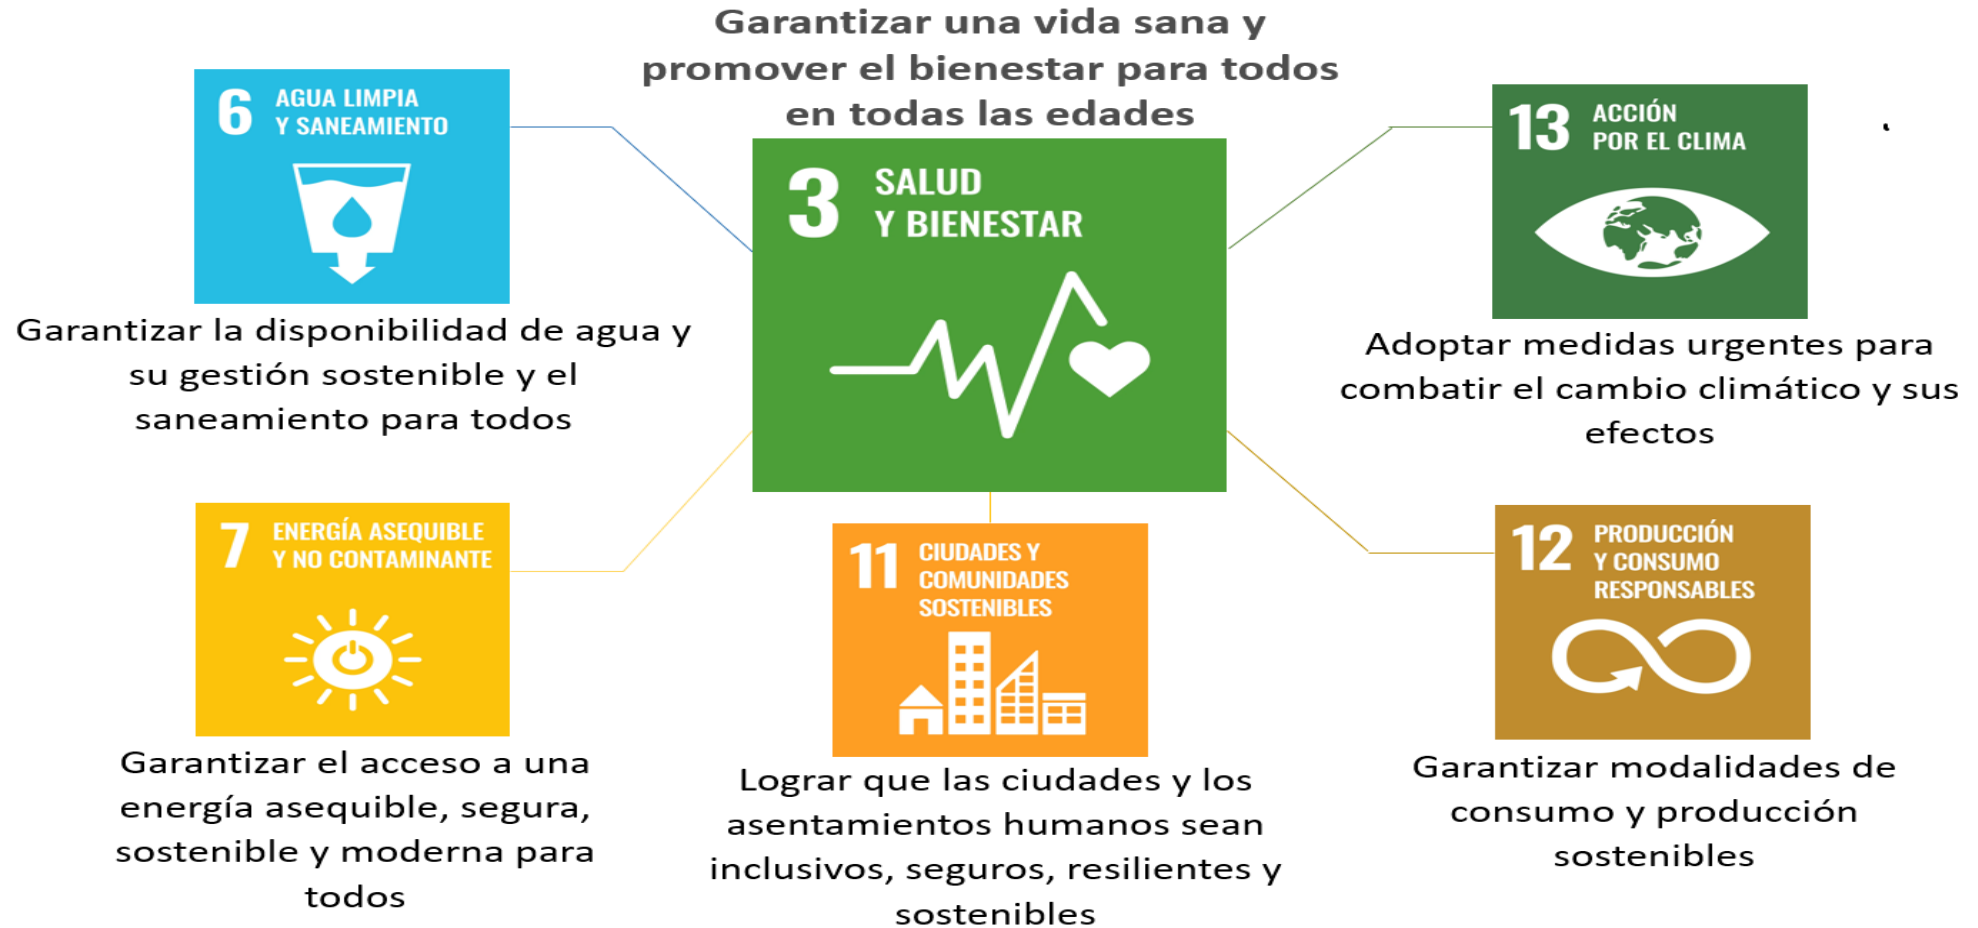 Garantizar una vida sana y
promover el bienestar para todos
en todas las edades
6 AGUA LIMPIA
Y SANEAMIENTO
Garantizar la disponibilidad de agua y
su gestión sostenible y el
saneamiento para todos
3 SALUD
Y BIENESTAR
13 ACCIÓN
POR EL CLIMA
Adoptar medidas urgentes para
combatir el cambio climático y sus
efectos
7 ENERGÍA ASEQUIBLE
Y NO CONTAMINANTE
Garantizar el acceso a una
energía asequible, segura,
sostenible y moderna para
todos
11 CIUDADES Y
COMUNIDADES
SOSTENIBLES
Lograr que las ciudades y los
asentamientos humanos sean
inclusivos, seguros, resilientes y
sostenibles
12 PRODUCCIÓN
Y CONSUMO
RESPONSABLES
Garantizar modalidades de
consumo y producción
sostenibles